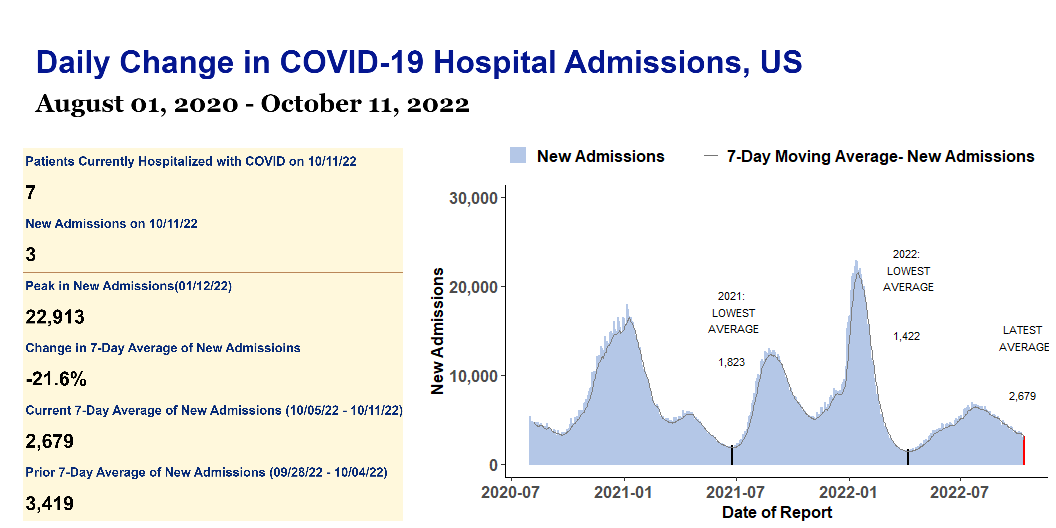 Daily Change in COVID-19 Hospital Admissions, US
August 01, 2020 - October 11, 2022
Patients Currently Hospitalized with COVID on 10/11/22
7
New Admissions on 10/11/22
3
Peak in New Admissions(01/12/22)
22,913
Change in 7-Day Average of New Admissioins
-21.6%
Current 7-Day Average of New Admissions (10/05/22 - 10/11/22)
2,679
Prior 7-Day Average of New Admissions (09/28/22 - 10/04/22)
3,419
New Admissions
7-Day Moving Average- New Admissions
New Admissions
30,000
20,000
10,000
0
2021:
LOWEST
AVERAGE
1,823
2022:
LOWEST
AVERAGE
1,422
LATEST
AVERAGE
2,679
2020-07
2021-01
2021-07
2022-01
2022-07
Date of Report